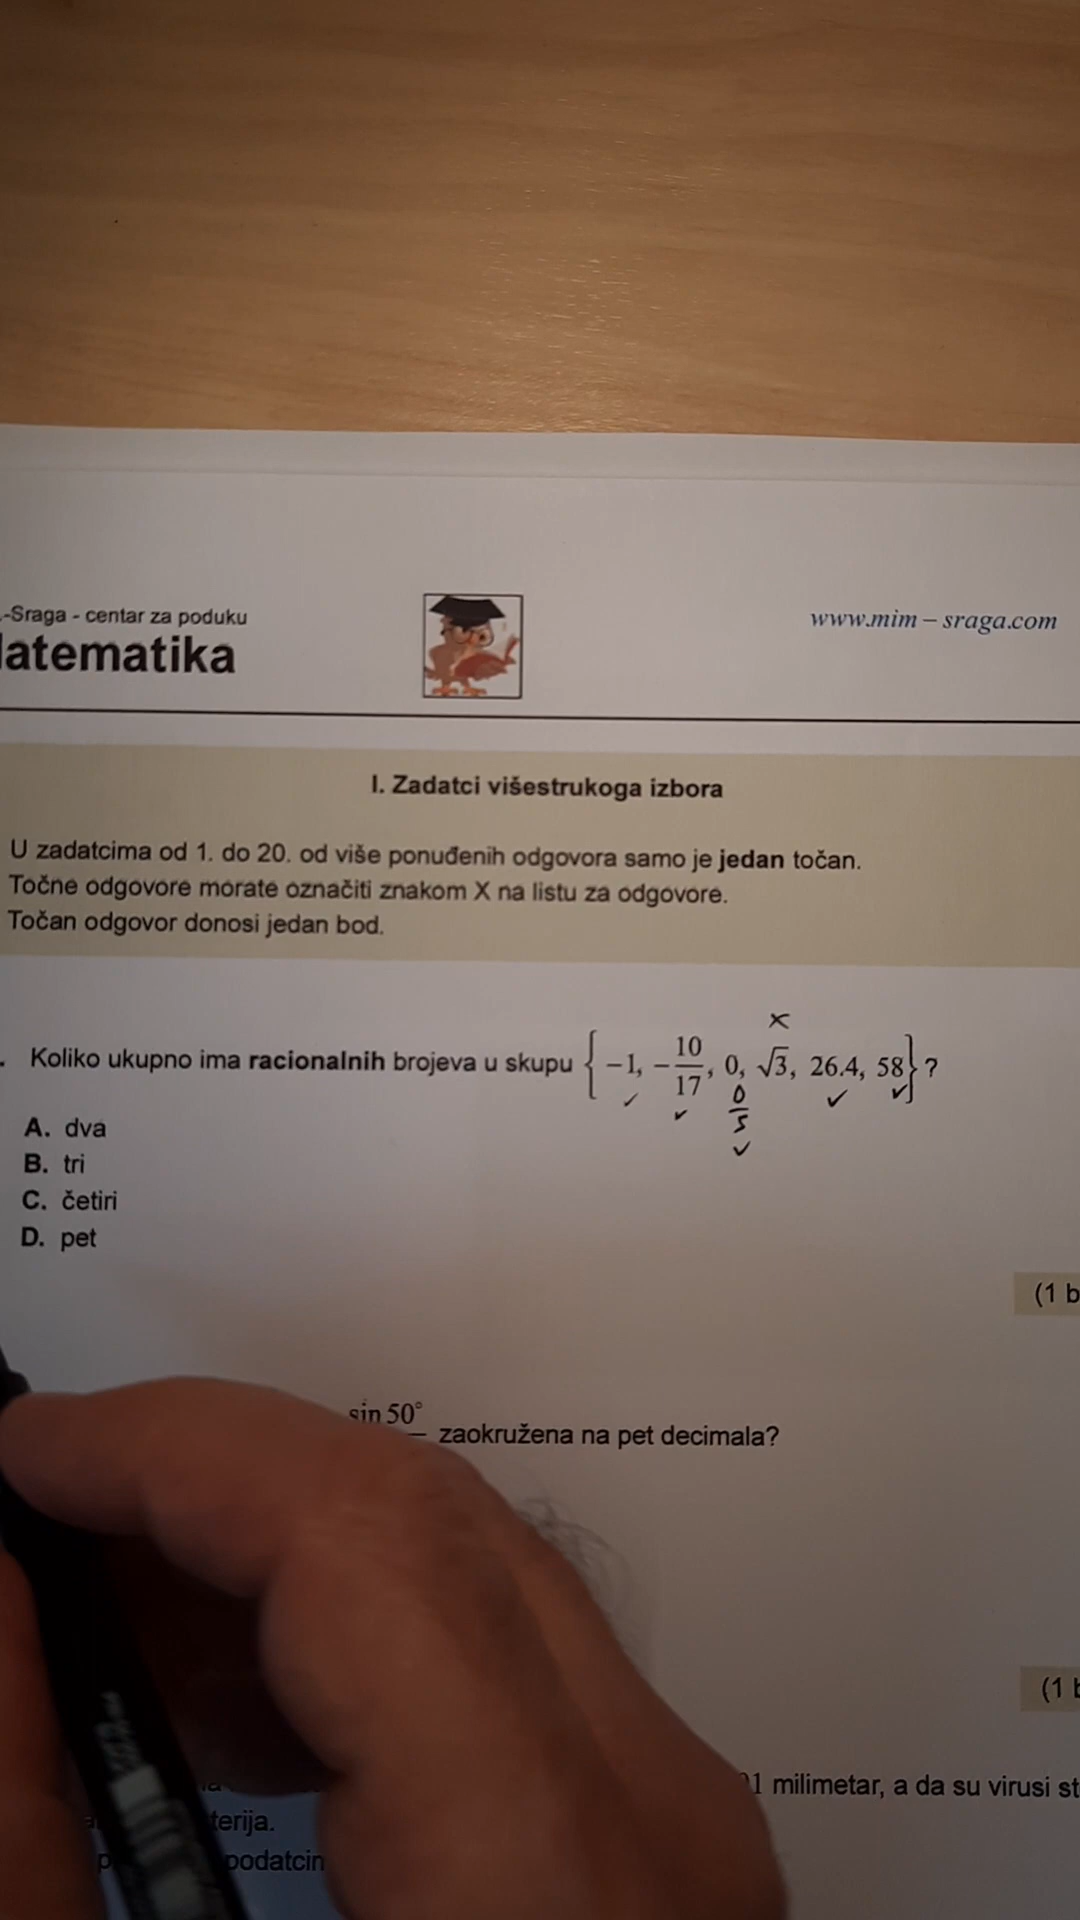 -Sraga - centar za poduku
atematika
www.mim – sraga.com
I. Zadatci višestrukoga izbora
U zadatcima od 1. do 20. od više ponuđenih odgovora samo je jedan točan.
Točne odgovore morate označiti znakom X na listu za odgovore.
Točan odgovor donosi jedan bod.
x
. Koliko ukupno ima racionalnih brojeva u skupu { −1, −10/17, 0, √3, 26.4, 58 } ?
✓ ✓ 0/5 ✓ ✓ ✓
A. dva
B. tri
C. četiri
D. pet
(1 b
sin 50°
zaokružena na pet decimala?
(1
1 milimetar, a da su virusi st
terija.
podatcin